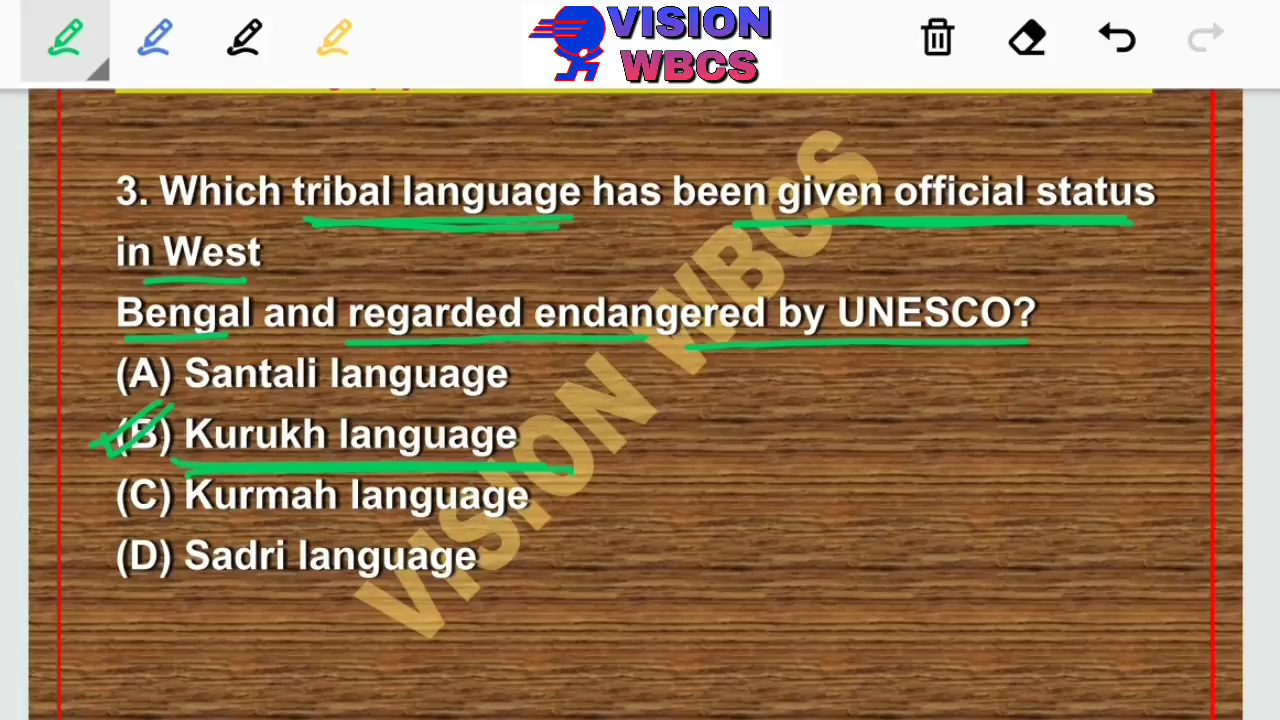 VISION
WBCS
3. Which tribal language has been given official status
in West
Bengal and regarded endangered by UNESCO?
(A) Santali language
(B) Kurukh language
(C) Kurmah language
(D) Sadri language
VISION WBCS